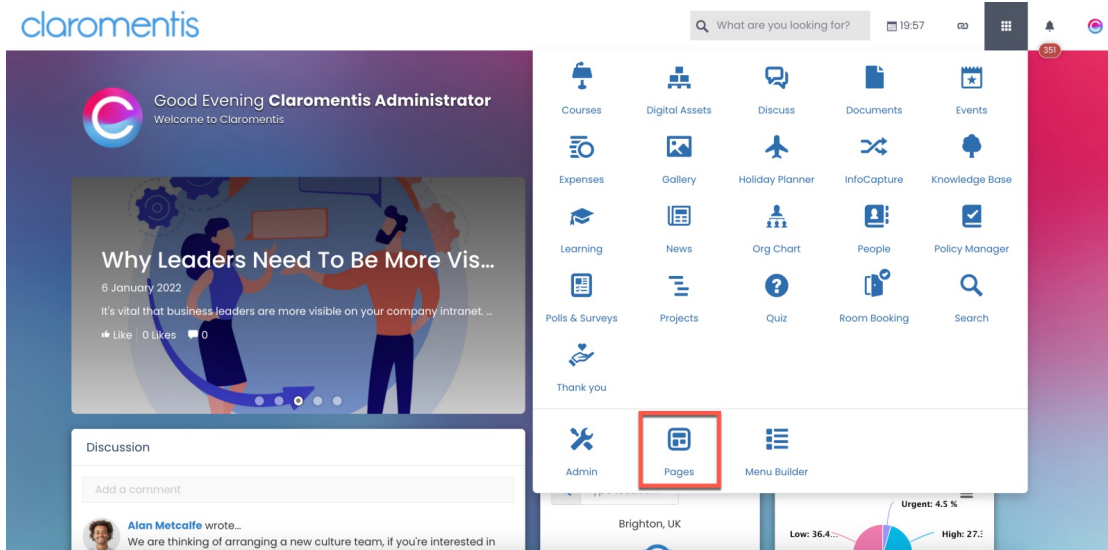 claromentis
What are you looking for?
19:57
351
Good Evening Claromentis Administrator
Welcome to Claromentis
Courses
Digital Assets
Discuss
Documents
Events
Expenses
Gallery
Holiday Planner
InfoCapture
Knowledge Base
Learning
News
Org Chart
People
Policy Manager
Polls & Surveys
Projects
Quiz
Room Booking
Search
Thank you
Admin
Pages
Menu Builder
Why Leaders Need To Be More Vis...
6 January 2022
It's vital that business leaders are more visible on your company intranet. ...
Like 0 Likes 0
Discussion
Add a comment
Alan Metcalfe wrote...
We are thinking of arranging a new culture team, if you're interested in
Brighton, UK
Urgent: 4.5 %
Low: 36.4...
High: 27.3